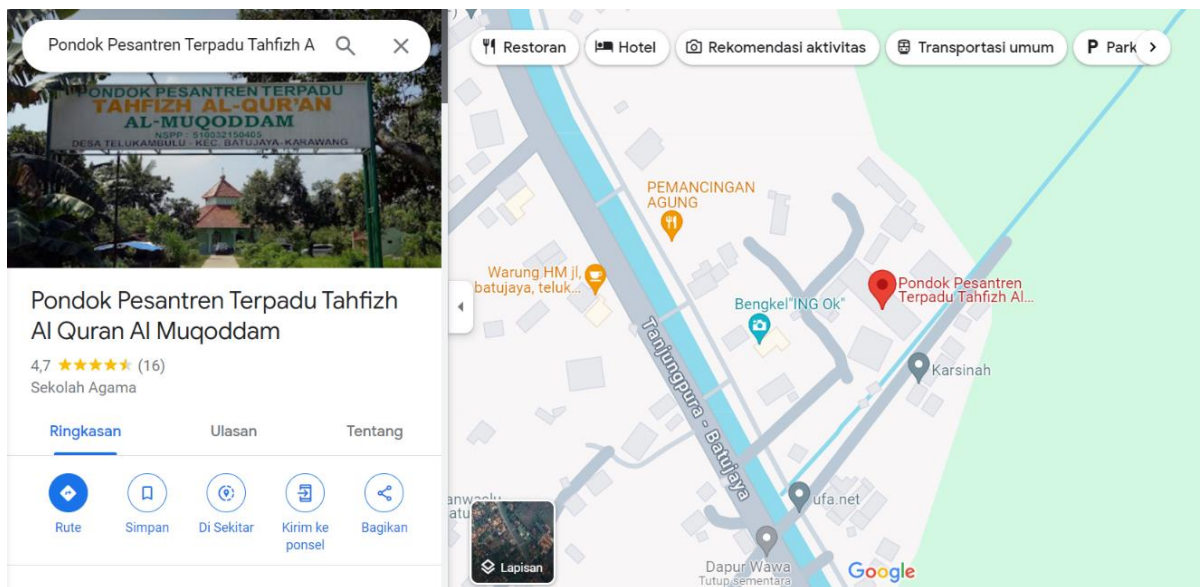 Pondok Pesantren Terpadu Tahfizh A
PONDOK PESANTREN TERPADU
TAHFIZH AL-QUR'AN
AL-MUQODDAM
NSPP : 510032150405
DESA TELUKAMBULU - KEC. BATUJAYA-KARAWANG
Pondok Pesantren Terpadu Tahfizh
Al Quran Al Muqoddam
4,7 (16)
Sekolah Agama
Ringkasan
Ulasan
Tentang
Rute
Simpan
Di Sekitar
Kirim ke
ponsel
Bagikan
Restoran
Hotel
Rekomendasi aktivitas
Transportasi umum
P Park
PEMANCINGAN
AGUNG
Warung HM jl,
batujaya, teluk...
Bengkel"ING Ok"
Pondok Pesantren
Terpadu Tahfizh Al...
Karsinah
Tanjungpura - Batujaya
ufa.net
Dapur Wawa
Tutup sementara
Lapisan
Google